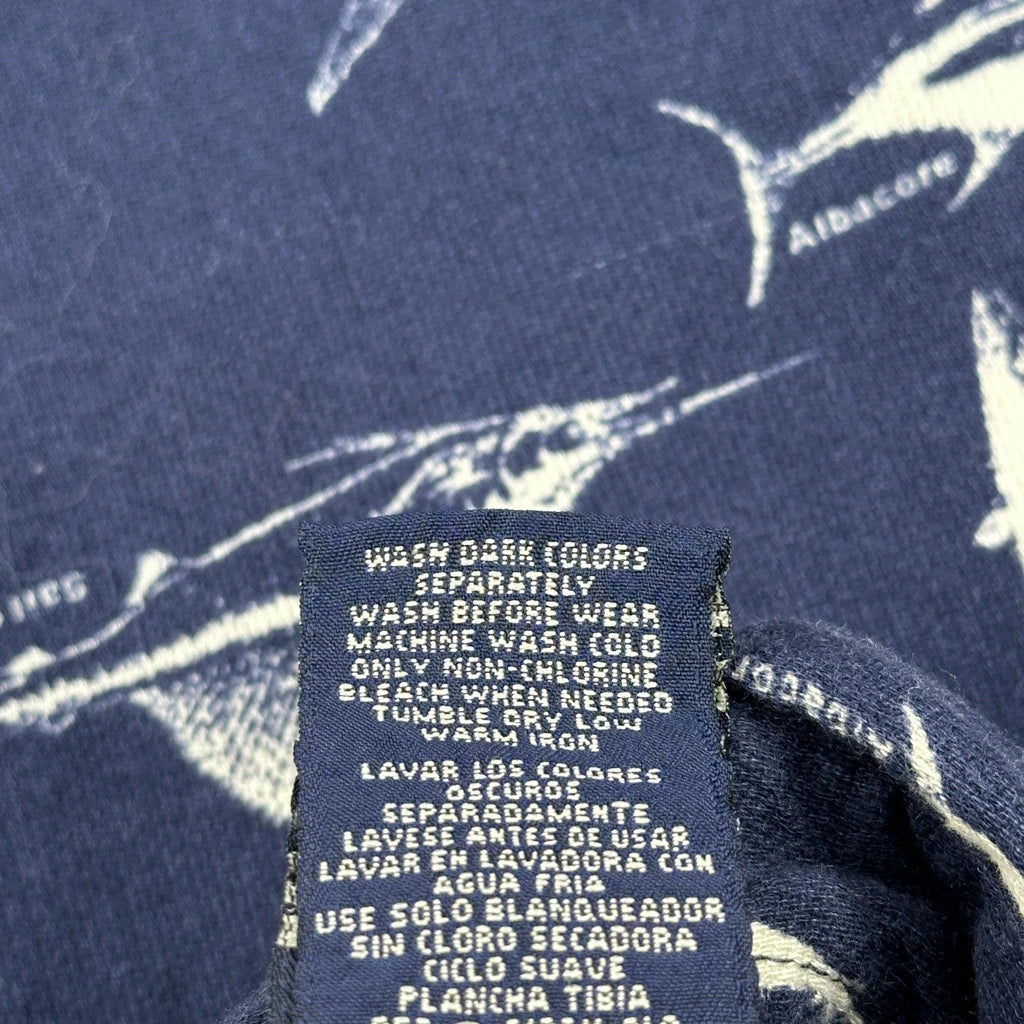 Albacore
Sail
WASH DARK COLORS
SEPARATELY
WASH BEFORE WEAR
MACHINE WASH COLD
ONLY NON-CHLORINE
BLEACH WHEN NEEDED
TUMBLE DRY LOW
WARM IRON
LAVAR LOS COLORES
OSCUROS
SEPARADAMENTE
LAVESE ANTES DE USAR
LAVAR EN LAVADORA CON
AGUA FRIA
USE SOLO BLANQUEADOR
SIN CLORO SECADORA
CICLO SUAVE
PLANCHA TIBIA